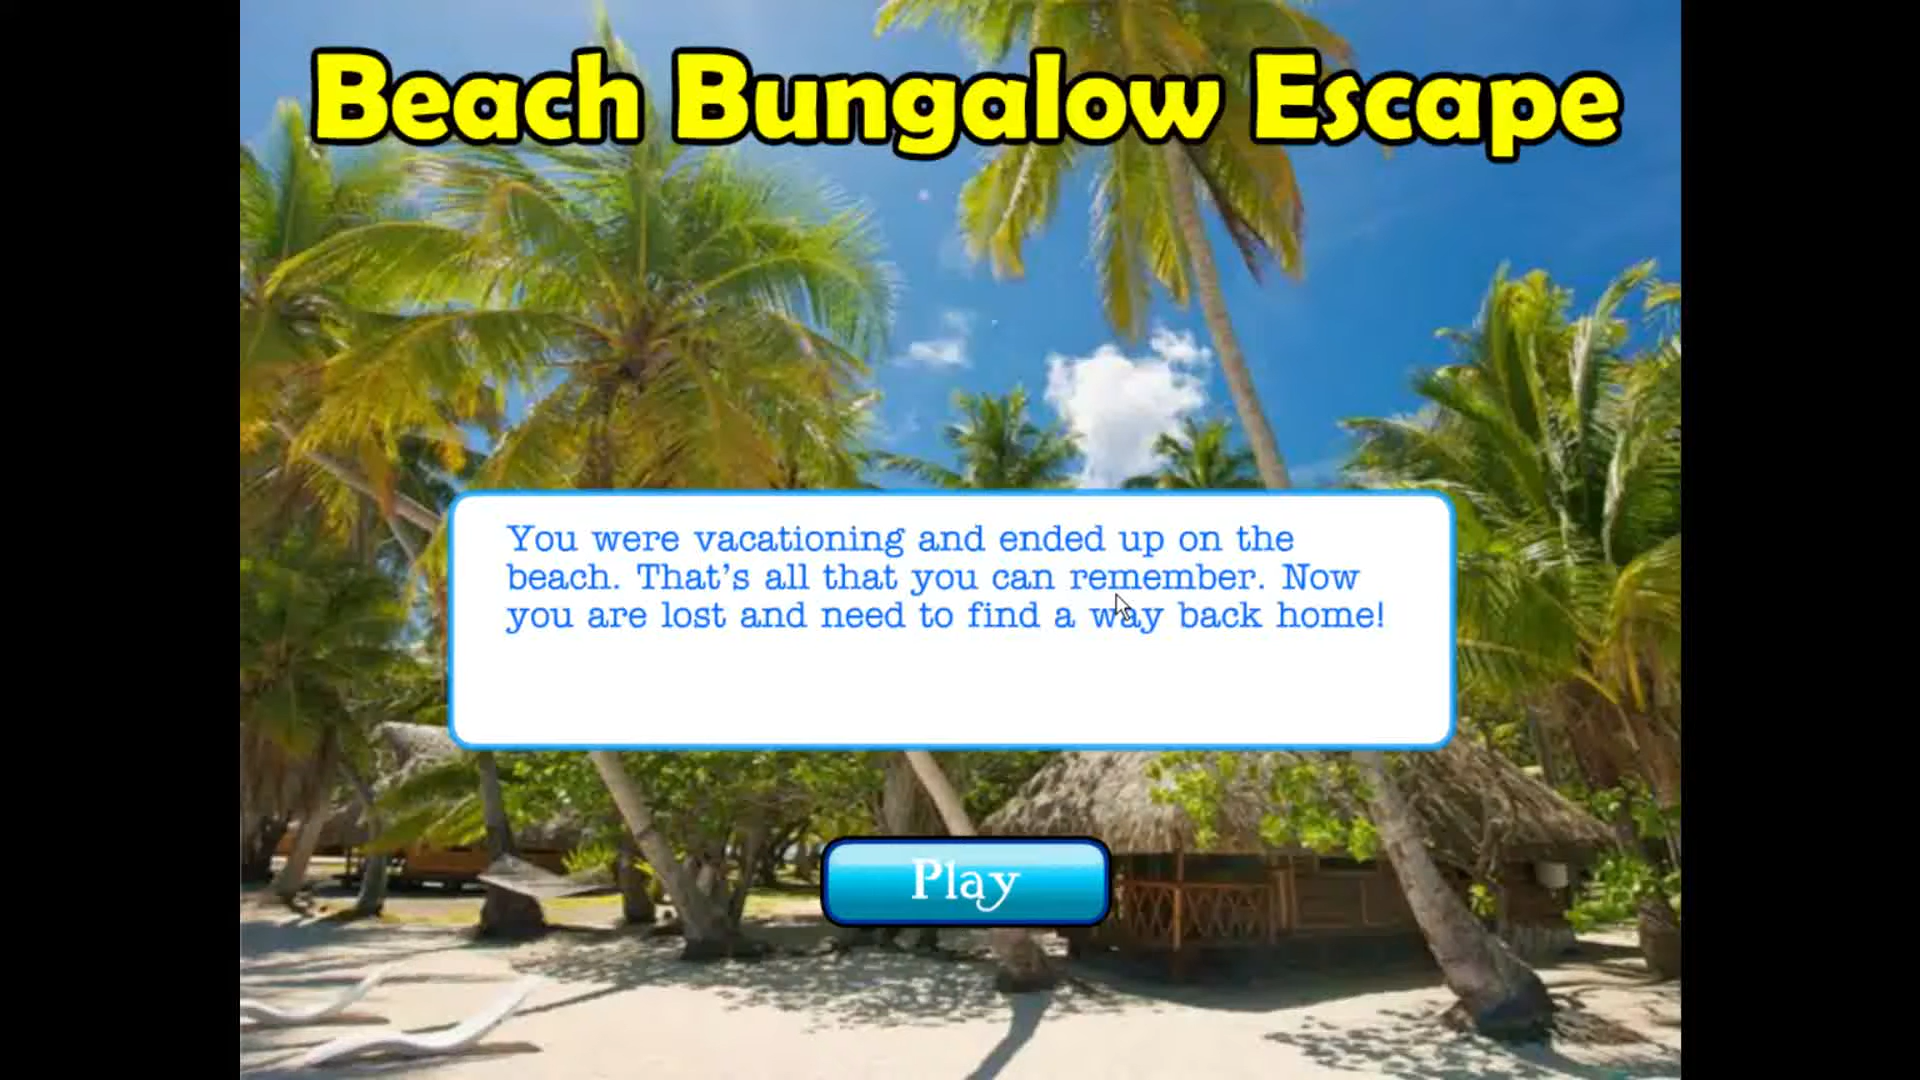 Beach Bungalow Escape
You were vacationing and ended up on the
beach. That's all that you can remember. Now
you are lost and need to find a way back home!
Play